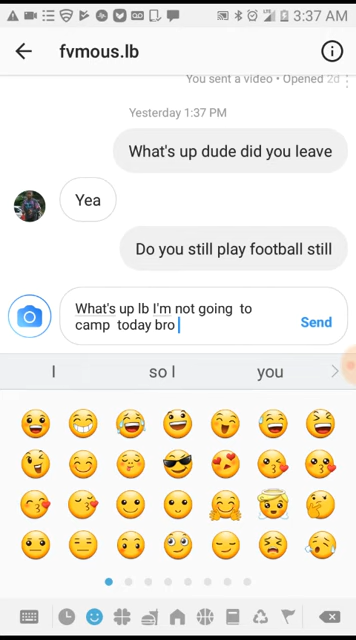 3:37 AM
fvmous.lb
You sent a video • Opened 2d
Yesterday 1:37 PM
What's up dude did you leave
Yea
Do you still play football still
What's up lb I'm not going  to
camp  today bro
Send
I
so I
you